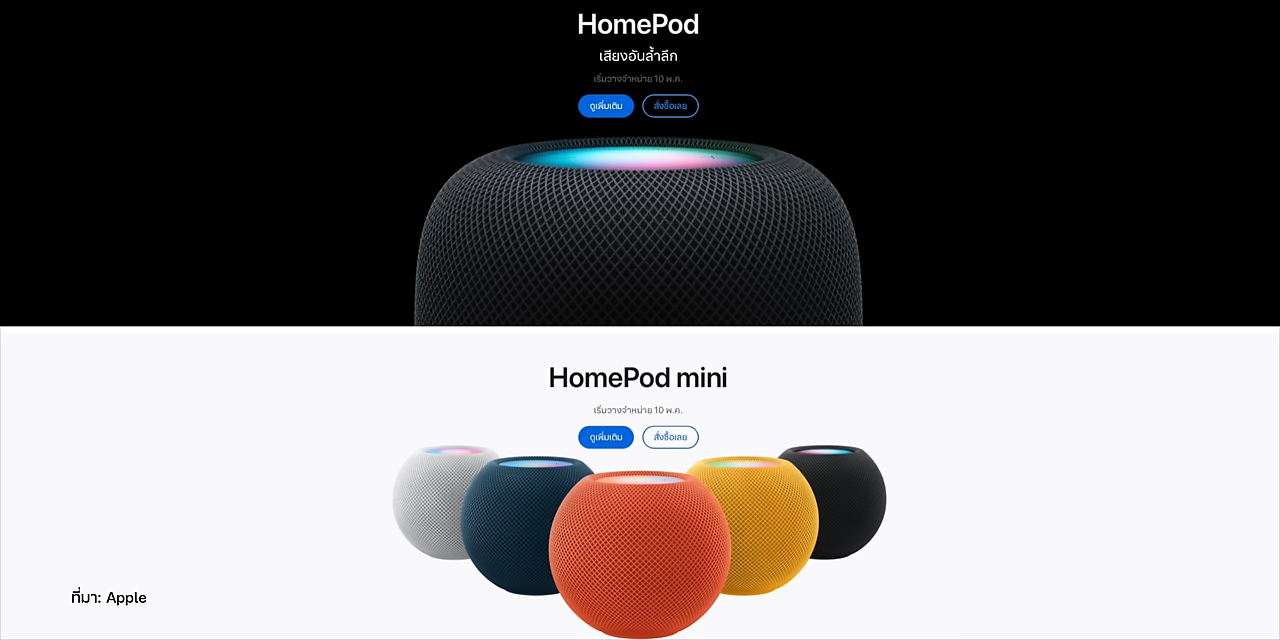 HomePod
เสียงอันล้ำลึก
เริ่มวางจำหน่าย 10 พ.ค.
ดูเพิ่มเติม สั่งซื้อเลย
HomePod mini
เริ่มวางจำหน่าย 10 พ.ค.
ดูเพิ่มเติม สั่งซื้อเลย
ที่มา: Apple